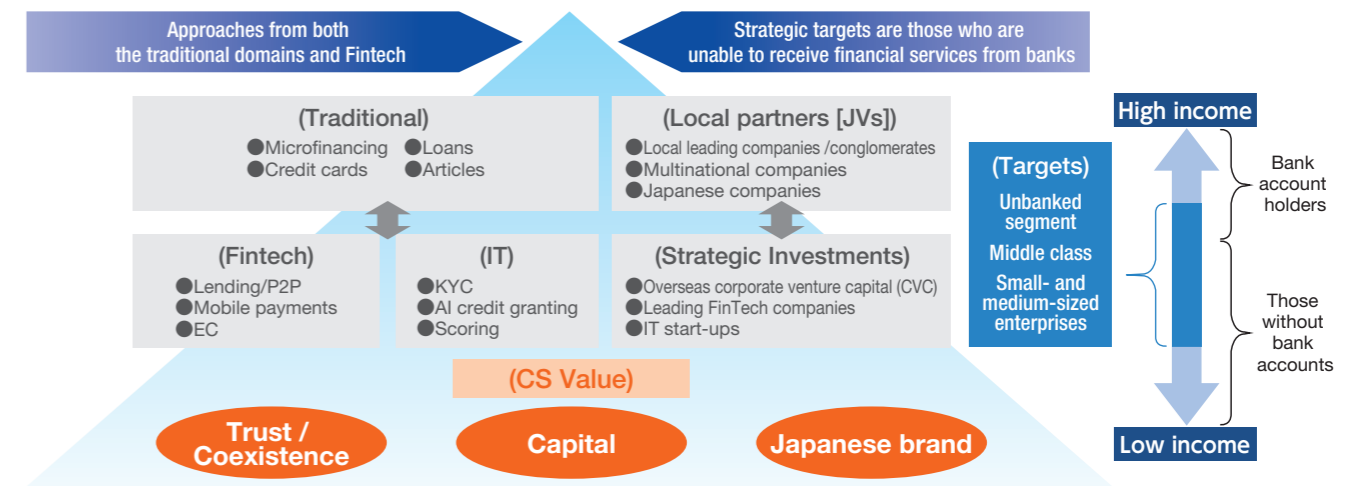 Approaches from both
the traditional domains and Fintech
Strategic targets are those who are
unable to receive financial services from banks
(Traditional)
●Microfinancing ●Loans
●Credit cards ●Articles
(Local partners [JVs])
●Local leading companies /conglomerates
●Multinational companies
●Japanese companies
(Fintech)
●Lending/P2P
●Mobile payments
●EC
(IT)
●KYC
●AI credit granting
●Scoring
(Strategic Investments)
●Overseas corporate venture capital (CVC)
●Leading FinTech companies
●IT start-ups
(CS Value)
Trust /
Coexistence
Capital
Japanese brand
(Targets)
Unbanked
segment
Middle class
Small- and
medium-sized
enterprises
High income
Bank
account
holders
Those
without
bank
accounts
Low income